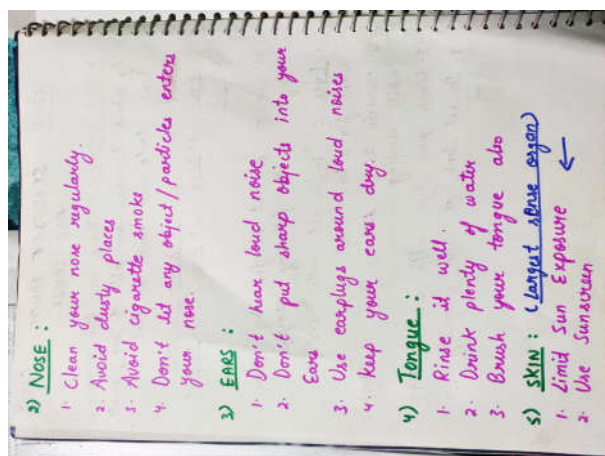 2) NOSE :
1. Clean your nose regularly.
2. Avoid dusty places
3. Avoid cigarette smoke
4. Don't let any object/particles enters
your nose.
3) EARS :
1. Don't hear loud noise
2. Don't put sharp objects into your
Ears
3. Use earplugs around loud noises
4. Keep your ears dry.
4) Tongue :
1. Rinse it well.
2. Drink plenty of water
3. Brush your tongue also
5) SKIN : (largest sense organ)
1. Limid Sun Exposure ←
2. Use Sunscreen